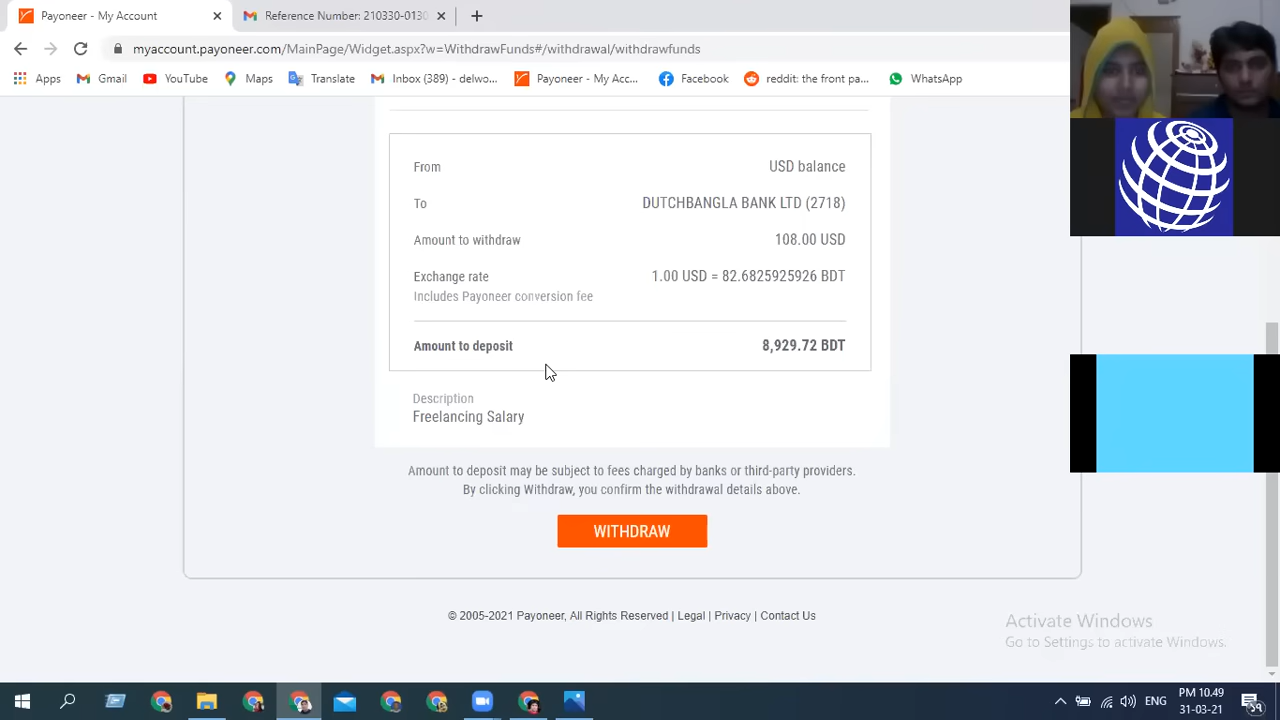 Payoneer - My Account
Reference Number: 210330-0130
myaccount.payoneer.com/MainPage/Widget.aspx?w=WithdrawFunds#/withdrawal/withdrawfunds
Apps Gmail YouTube Maps Translate Inbox (389) - delwo... Payoneer - My Acc... Facebook reddit: the front pa... WhatsApp
From USD balance
To DUTCHBANGLA BANK LTD (2718)
Amount to withdraw 108.00 USD
Exchange rate 1.00 USD = 82.6825925926 BDT
Includes Payoneer conversion fee
Amount to deposit 8,929.72 BDT
Description
Freelancing Salary
Amount to deposit may be subject to fees charged by banks or third-party providers.
By clicking Withdraw, you confirm the withdrawal details above.
WITHDRAW
© 2005-2021 Payoneer, All Rights Reserved | Legal | Privacy | Contact Us
Activate Windows
Go to Settings to activate Windows.
ENG
PM 10.49
31-03-21